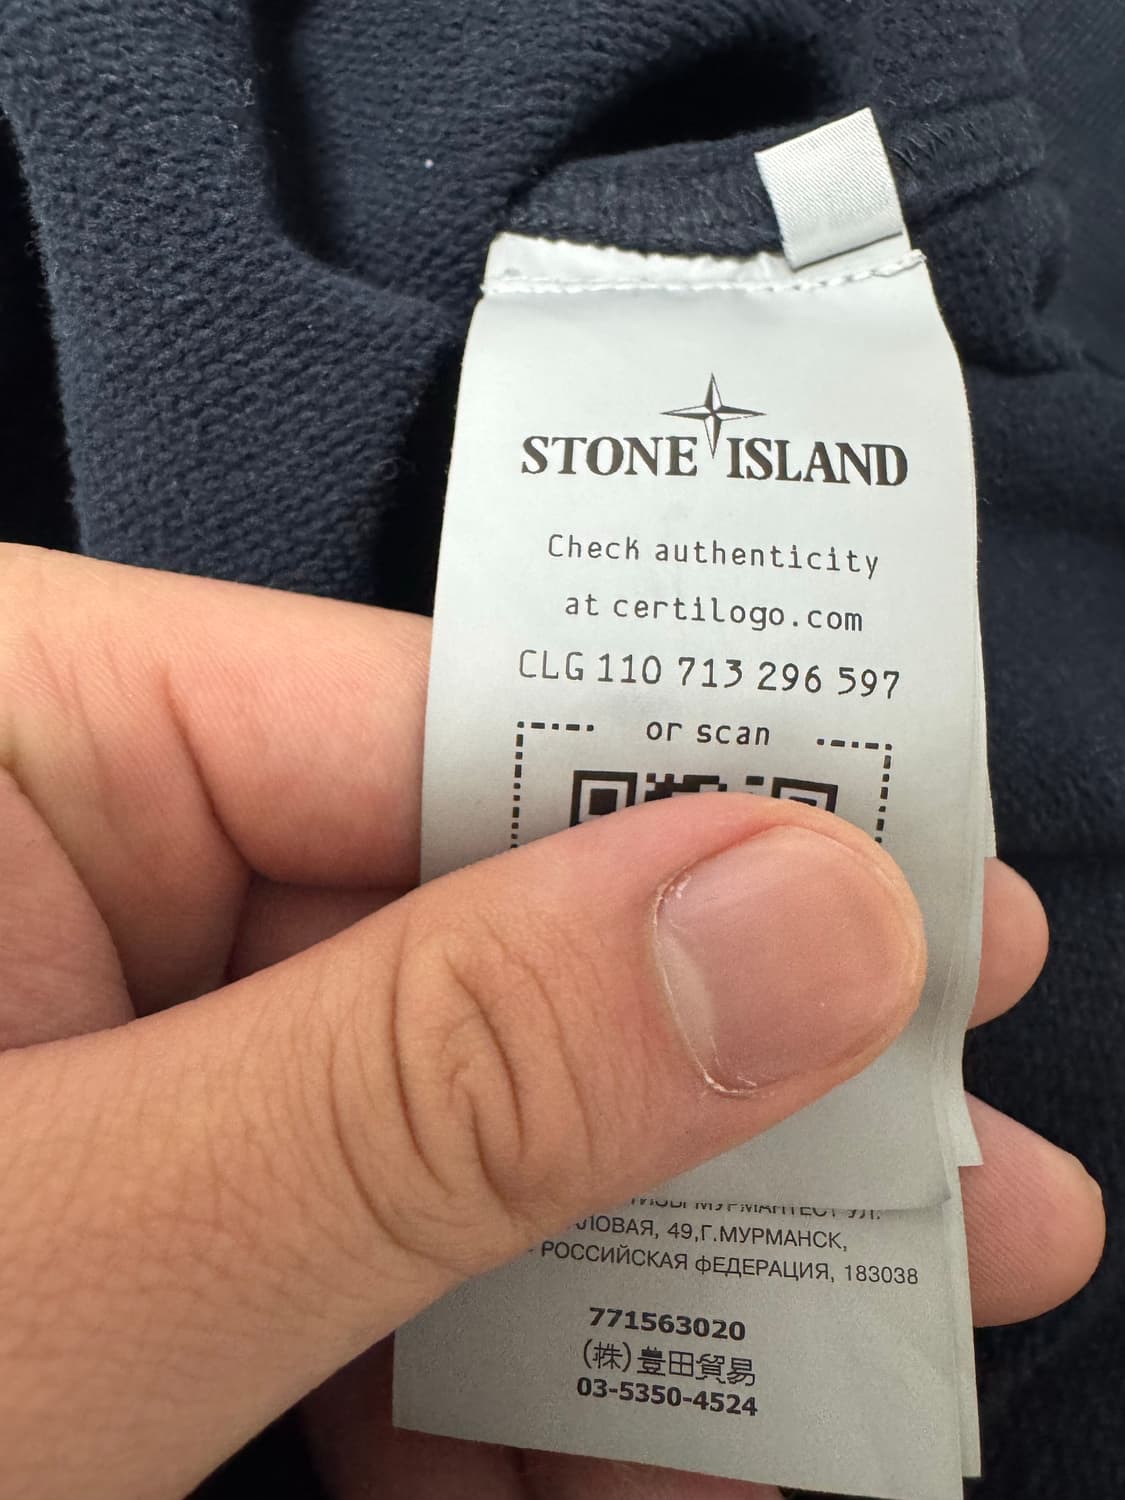 STONE ISLAND
Check authenticity
at certilogo.com
CLG 110 713 296 597
or scan
49, Г.МУРМАНСК,
РОССИЙСКАЯ ФЕДЕРАЦИЯ, 183038
771563020
(株)豊田貿易
03-5350-4524